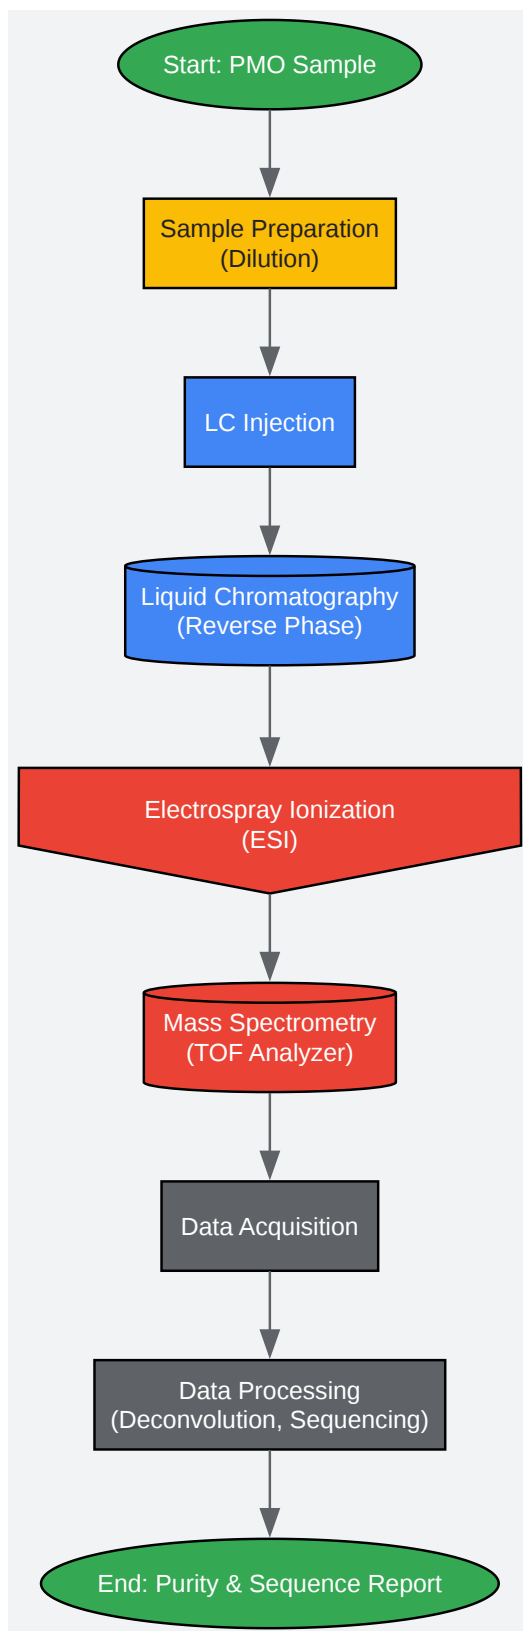 Start: PMO Sample
Sample Preparation
(Dilution)
LC Injection
Liquid Chromatography
(Reverse Phase)
Electrospray Ionization
(ESI)
Mass Spectrometry
(TOF Analyzer)
Data Acquisition
Data Processing
(Deconvolution, Sequencing)
End: Purity & Sequence Report